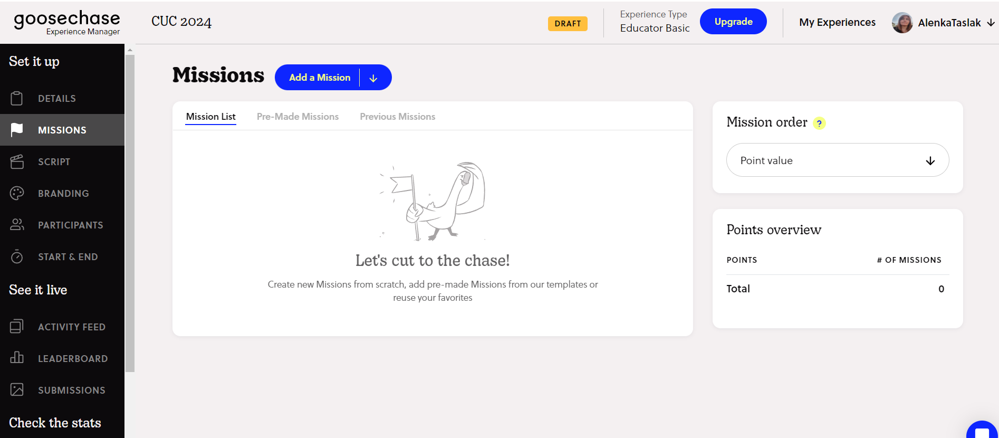 goosechase
Experience Manager
CUC 2024
DRAFT
Experience Type
Educator Basic
Upgrade
My Experiences
AlenkaTaslak
Set it up
DETAILS
MISSIONS
SCRIPT
BRANDING
PARTICIPANTS
START & END
See it live
ACTIVITY FEED
LEADERBOARD
SUBMISSIONS
Check the stats
Missions
Add a Mission
Mission List
Pre-Made Missions
Previous Missions
Let's cut to the chase!
Create new Missions from scratch, add pre-made Missions from our templates or
reuse your favorites
Mission order ?
Point value
Points overview
POINTS # OF MISSIONS
Total 0